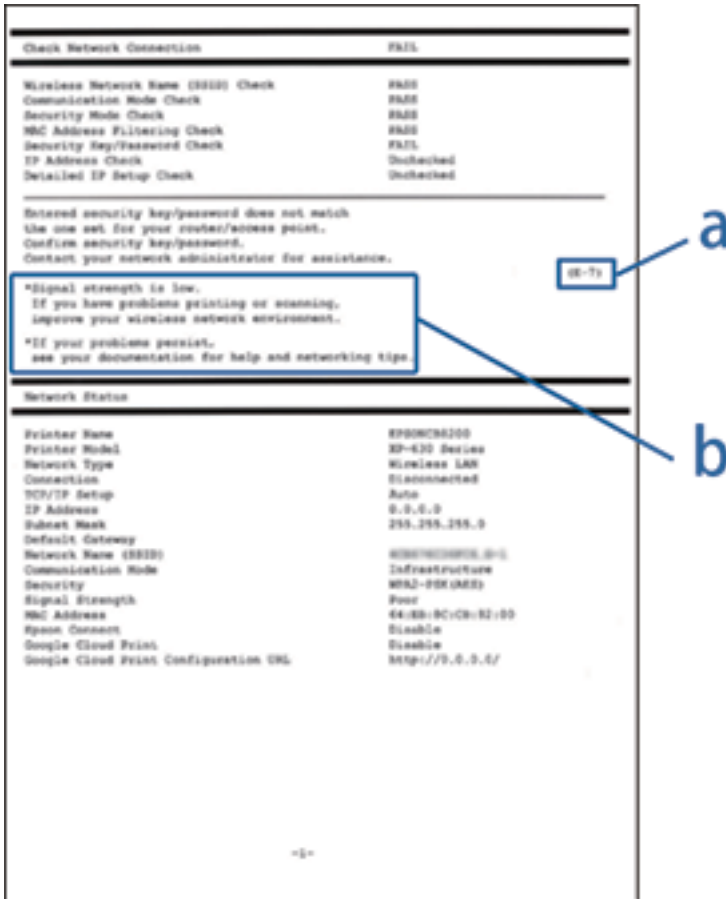 Check Network Connection FAIL
Wireless Network Name (SSID) Check PASS
Communication Mode Check PASS
Security Mode Check PASS
MAC Address Filtering Check PASS
Security Key/Password Check FAIL
IP Address Check Unchecked
Detailed IP Setup Check Unchecked
Entered security key/password does not match
the one set for your router/access point.
Confirm security key/password.
Contact your network administrator for assistance.
(E-7)
a
*Signal strength is low.
If you have problems printing or scanning,
improve your wireless network environment.
*If your problems persist,
see your documentation for help and networking tips.
b
Network Status
Printer Name
Printer Model XP-630 Series
Network Type Wireless LAN
Connection Disconnected
TCP/IP Setup Auto
IP Address 0.0.0.0
Subnet Mask 255.255.255.0
Default Gateway
Network Name (SSID)
Communication Mode Infrastructure
Security WPA2-PSK(AES)
Signal Strength Poor
MAC Address
Epson Connect Disable
Google Cloud Print Disable
Google Cloud Print Configuration URL http://0.0.0.0/
-1-